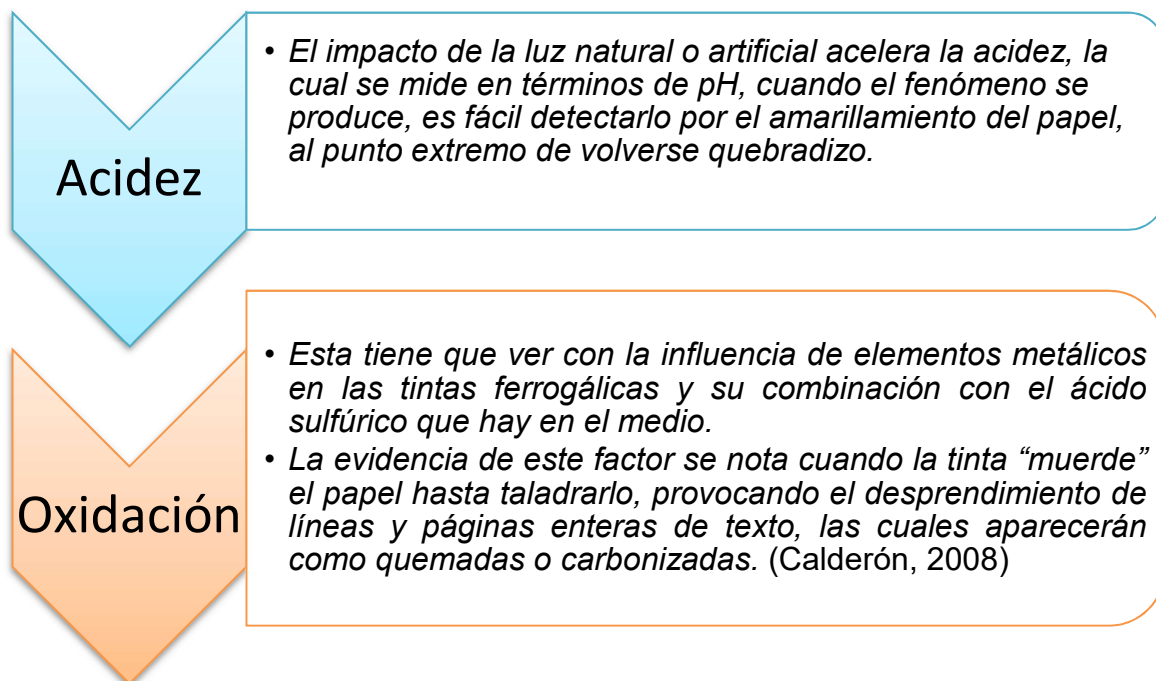 Acidez
• El impacto de la luz natural o artificial acelera la acidez, la
cual se mide en términos de pH, cuando el fenómeno se
produce, es fácil detectarlo por el amarillamiento del papel,
al punto extremo de volverse quebradizo.
Oxidación
• Esta tiene que ver con la influencia de elementos metálicos
en las tintas ferrogálicas y su combinación con el ácido
sulfúrico que hay en el medio.
• La evidencia de este factor se nota cuando la tinta “muerde”
el papel hasta taladrarlo, provocando el desprendimiento de
líneas y páginas enteras de texto, las cuales aparecerán
como quemadas o carbonizadas. (Calderón, 2008)